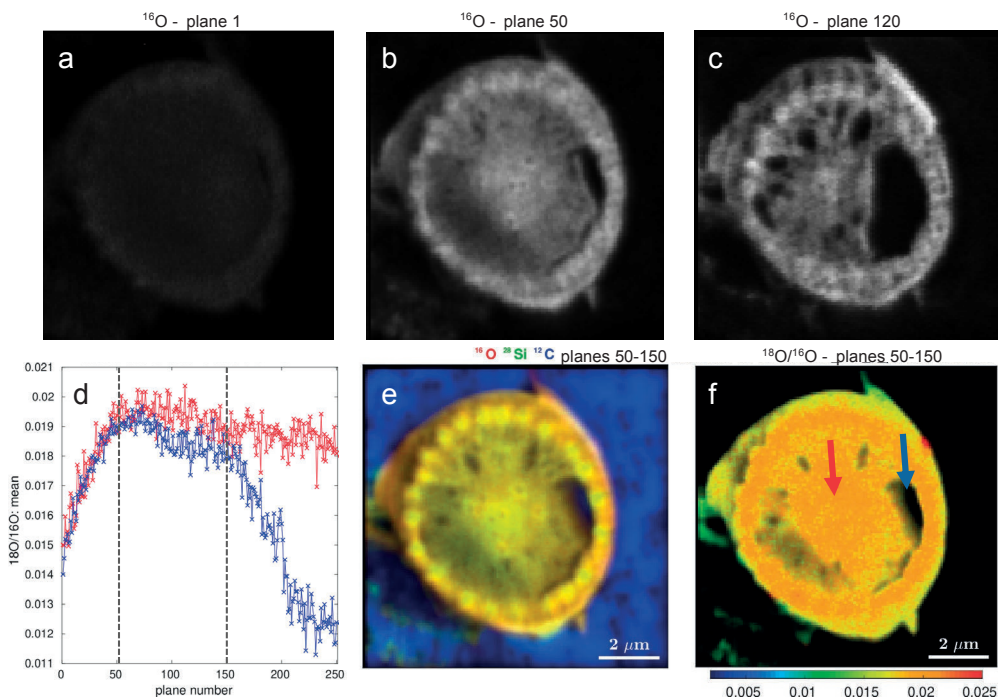 ¹⁶O - plane 1
¹⁶O - plane 50
¹⁶O - plane 120
a
b
c
¹⁶O ²⁸Si ¹²C planes 50-150
¹⁸O/¹⁶O - planes 50-150
d
e
f
18O/16O: mean
0.021
0.02
0.019
0.018
0.017
0.016
0.015
0.014
0.013
0.012
0.011
0 50 100 150 200 250
plane number
2 μm
2 μm
0.005 0.01 0.015 0.02 0.025